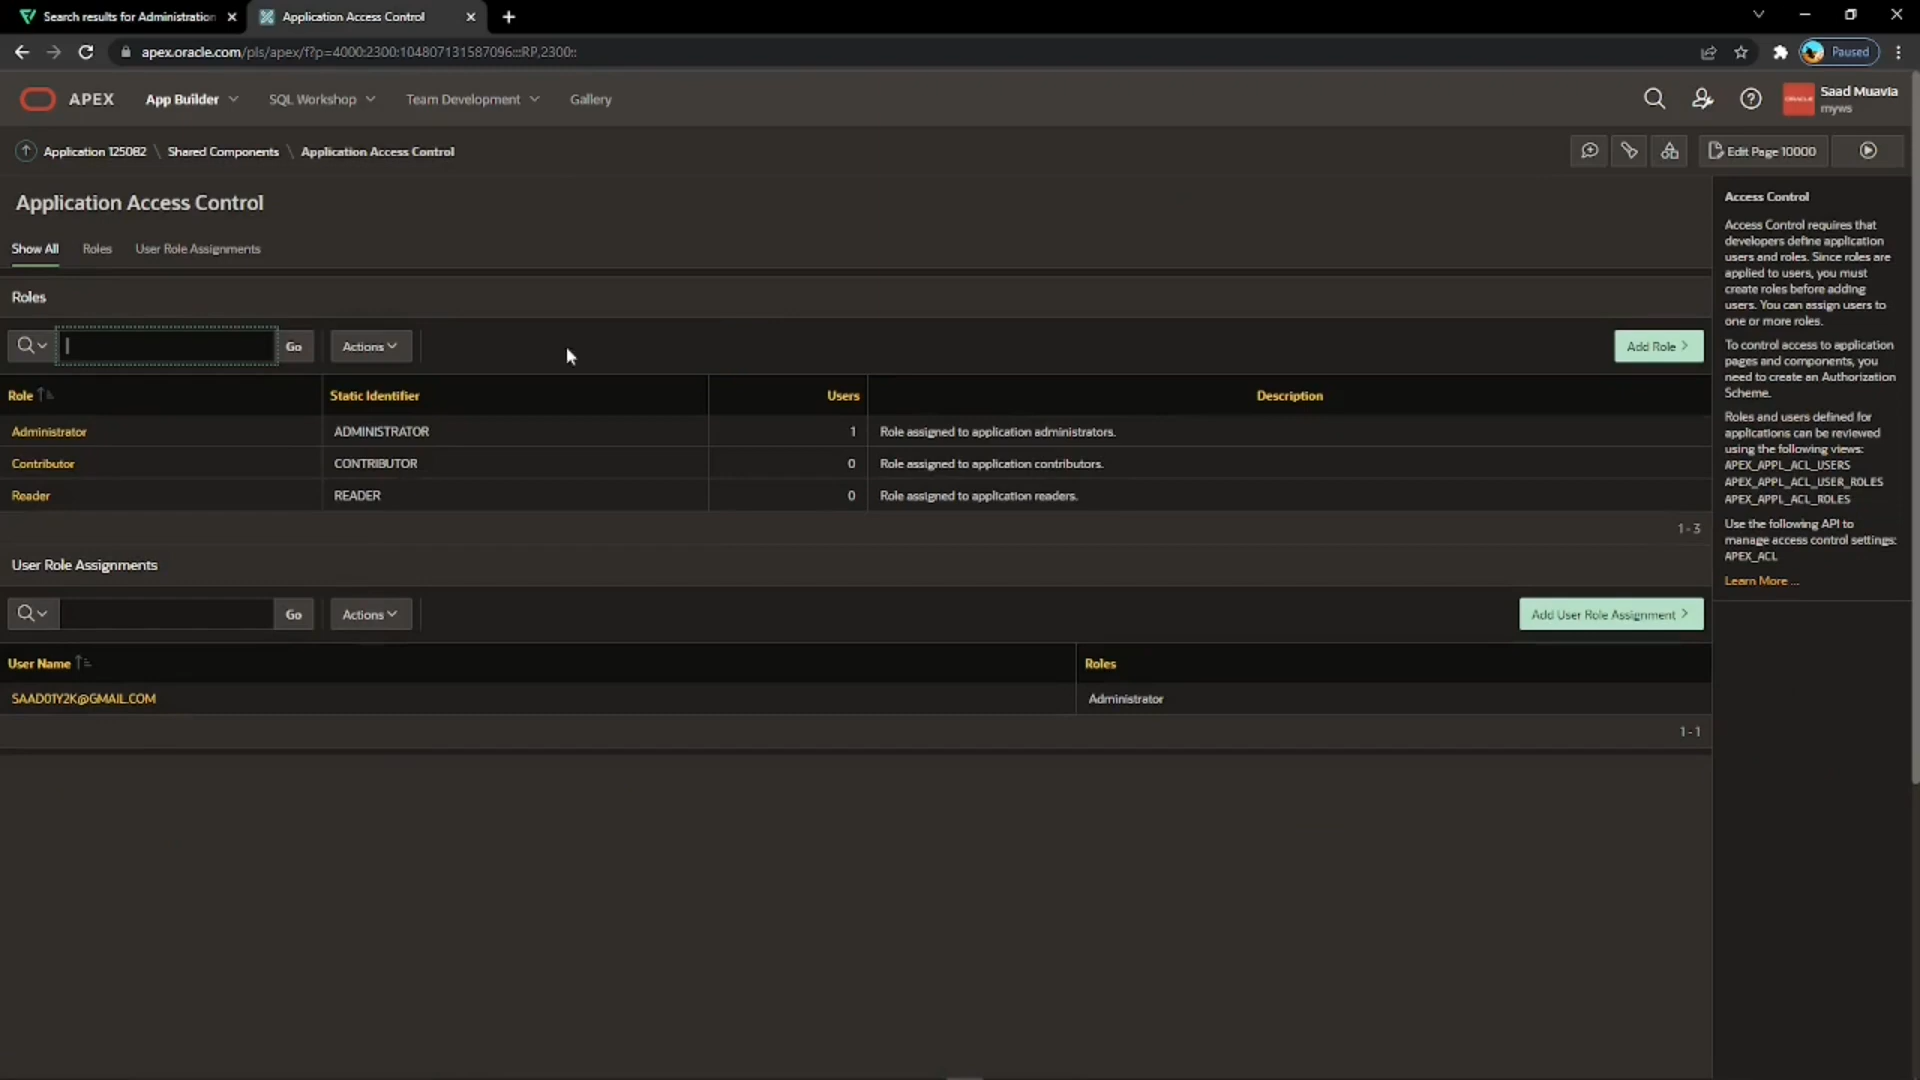 Search results for Administration
Application Access Control
apex.oracle.com/pls/apex/f?p=4000:2300:104807131587096:::RP,2300::
Paused
APEX
App Builder
SQL Workshop
Team Development
Gallery
Saad Muavia
myws
Application 125082 \ Shared Components \ Application Access Control
Edit Page 10000
Application Access Control
Show All
Roles
User Role Assignments
Roles
Go
Actions
Add Role
Role
Static Identifier
Users
Description
Administrator
ADMINISTRATOR
1
Role assigned to application administrators.
Contributor
CONTRIBUTOR
0
Role assigned to application contributors.
Reader
READER
0
Role assigned to application readers.
1 - 3
User Role Assignments
Go
Actions
Add User Role Assignment
User Name
Roles
SAAD01Y2K@GMAIL.COM
Administrator
1 - 1
Access Control
Access Control requires that
developers define application
users and roles. Since roles are
applied to users, you must
create roles before adding
users. You can assign users to
one or more roles.
To control access to application
pages and components, you
need to create an Authorization
Scheme.
Roles and users defined for
applications can be reviewed
using the following views:
APEX_APPL_ACL_USERS
APEX_APPL_ACL_USER_ROLES
APEX_APPL_ACL_ROLES
Use the following API to
manage access control settings:
APEX_ACL
Learn More ...